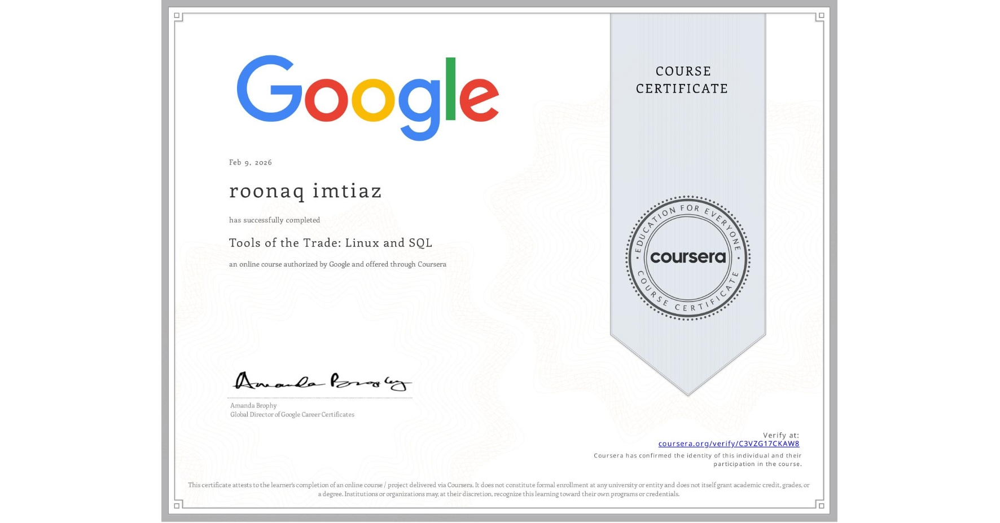 Google
COURSE
CERTIFICATE
Feb 9, 2026
roonaq imtiaz
has successfully completed
Tools of the Trade: Linux and SQL
an online course authorized by Google and offered through Coursera
EDUCATION FOR EVERYONE
coursera
COURSE CERTIFICATE
Amanda Brophy
Amanda Brophy
Global Director of Google Career Certificates
Verify at:
coursera.org/verify/C3VZG17CKAW8
Coursera has confirmed the identity of this individual and their
participation in the course.
This certificate attests to the learner's completion of an online course / project delivered via Coursera. It does not constitute formal enrollment at any university or entity and does not itself grant academic credit, grades, or
a degree. Institutions or organizations may, at their discretion, recognize this learning toward their own programs or credentials.